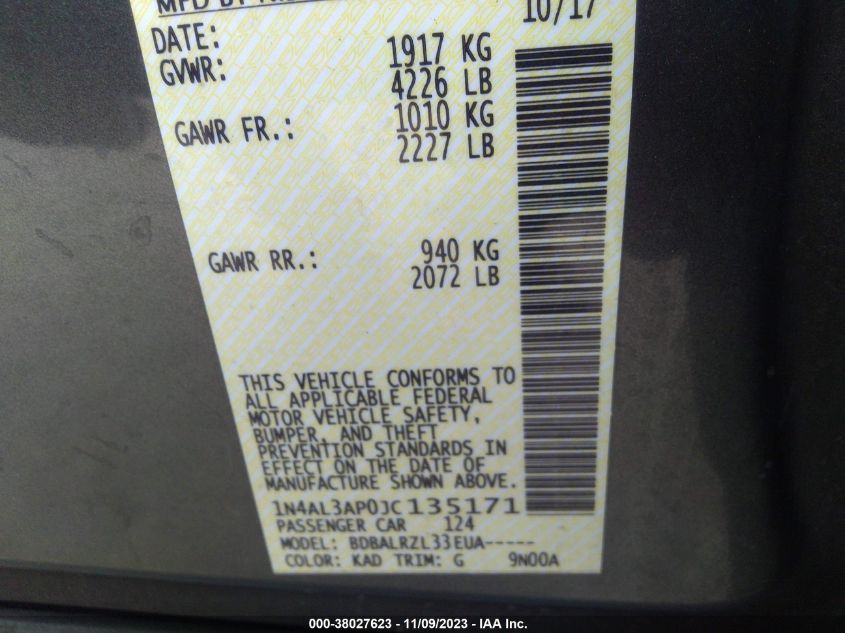 MFD BY
10/17
DATE:
GVWR: 1917 KG
4226 LB
GAWR FR.: 1010 KG
2227 LB
GAWR RR.: 940 KG
2072 LB
THIS VEHICLE CONFORMS TO
ALL APPLICABLE FEDERAL
MOTOR VEHICLE SAFETY,
BUMPER, AND THEFT
PREVENTION STANDARDS IN
EFFECT ON THE DATE OF
MANUFACTURE SHOWN ABOVE.
1N4AL3AP0JC135171
PASSENGER CAR 124
MODEL: BDBALRZL33EUA-----
COLOR: KAD TRIM: G 9N00A
000-38027623 - 11/09/2023 - IAA Inc.